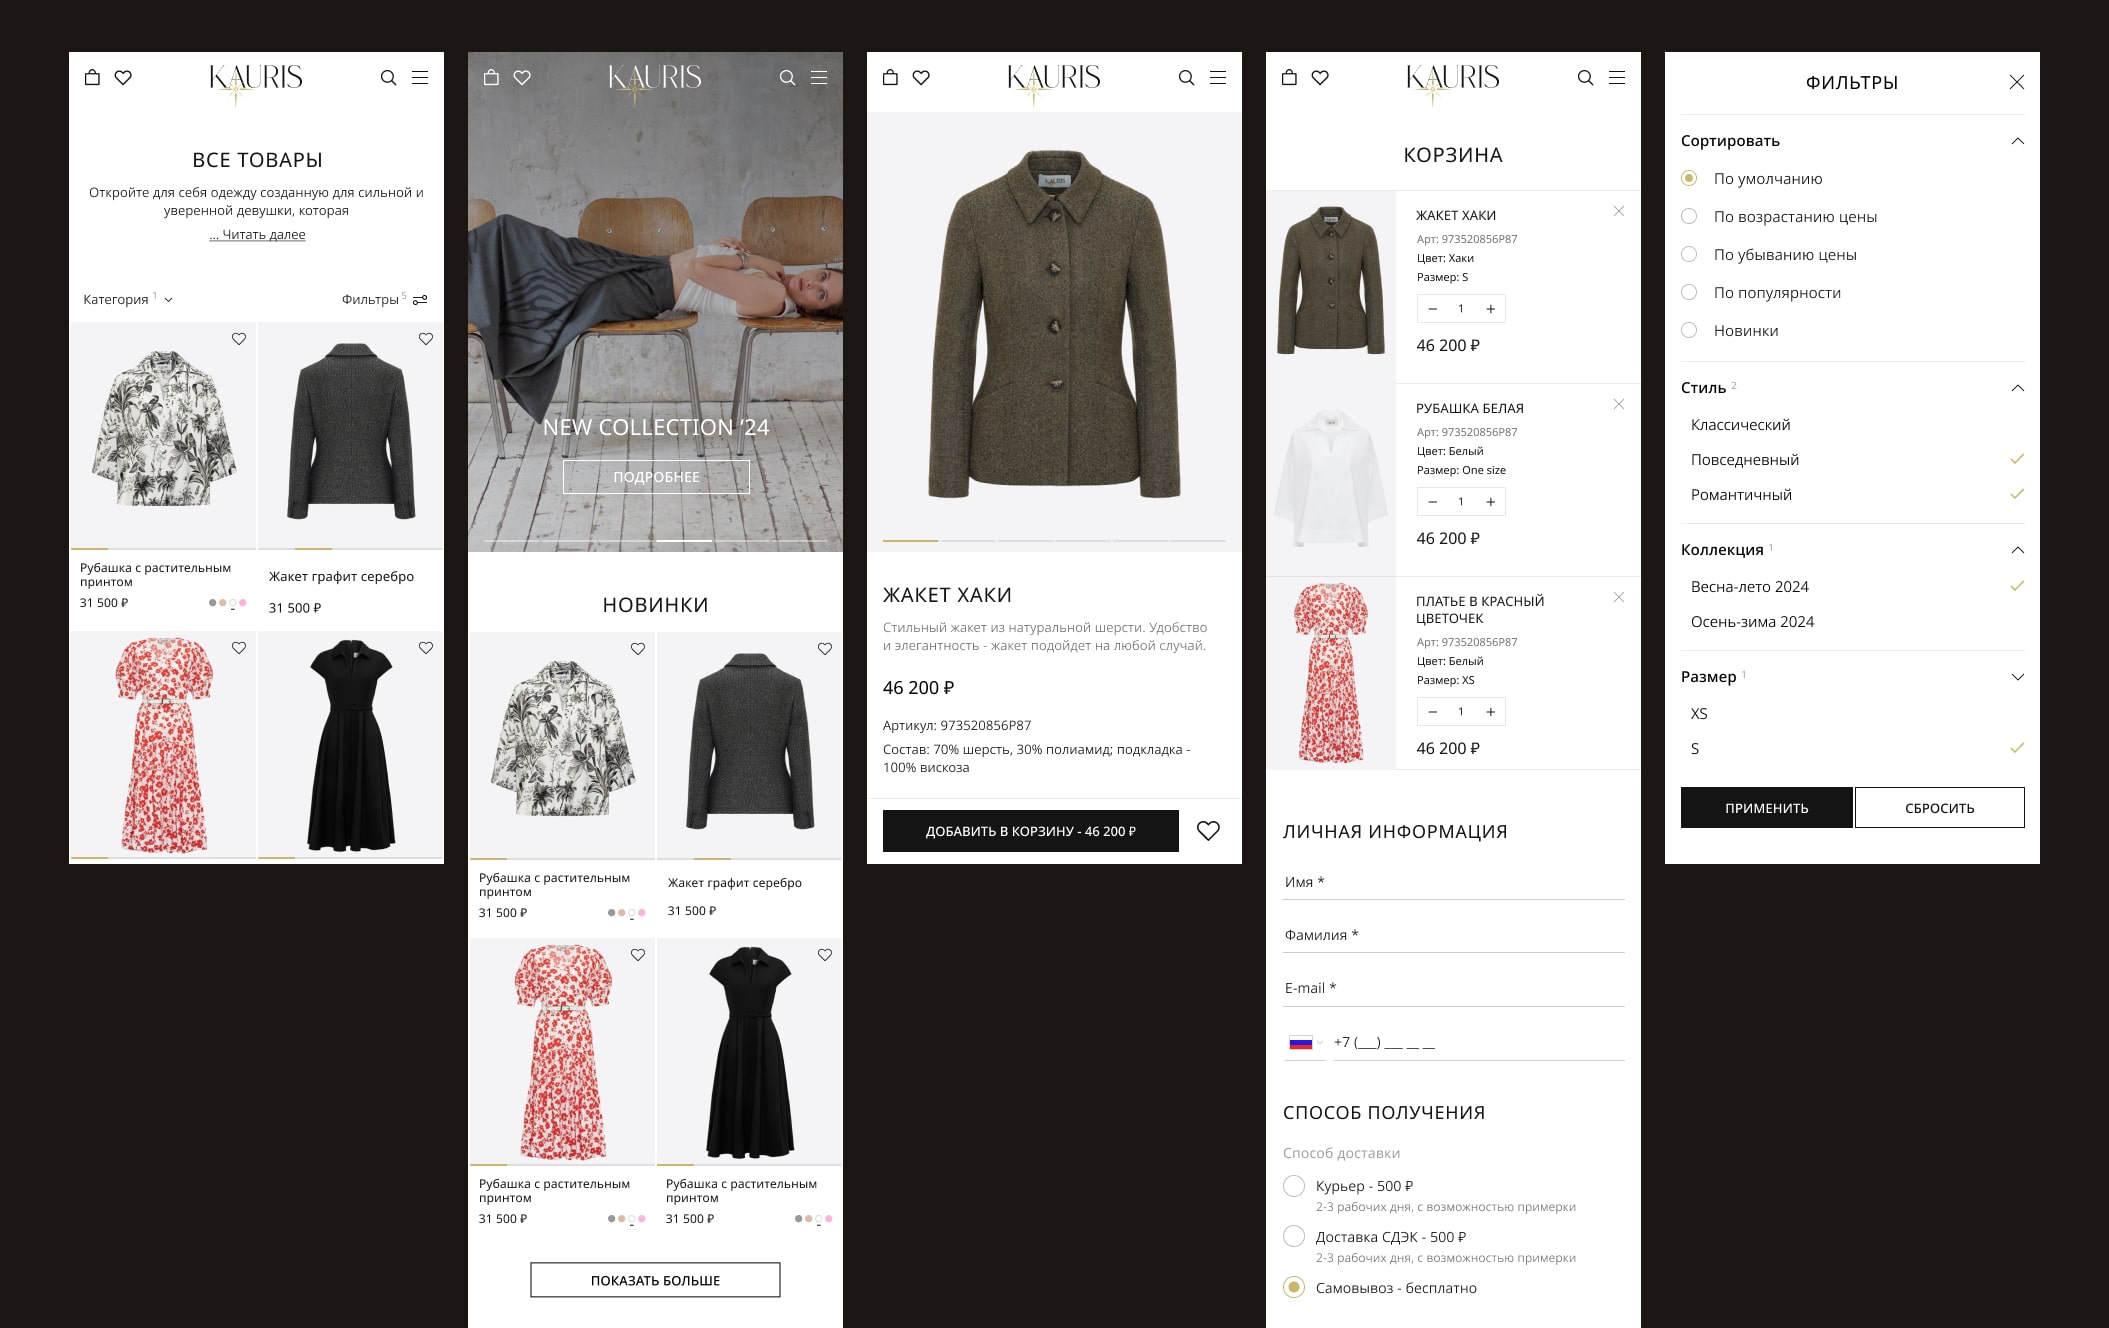 KAURIS
ВСЕ ТОВАРЫ
Откройте для себя одежду созданную для сильной и
уверенной девушки, которая
... Читать далее
Категория 1
Фильтры 5
Рубашка с растительным
принтом
31 500 ₽
Жакет графит серебро
31 500 ₽
KAURIS
NEW COLLECTION '24
ПОДРОБНЕЕ
НОВИНКИ
Рубашка с растительным
принтом
31 500 ₽
Жакет графит серебро
31 500 ₽
Рубашка с растительным
принтом
31 500 ₽
Рубашка с растительным
принтом
31 500 ₽
ПОКАЗАТЬ БОЛЬШЕ
KAURIS
KAURIS
ЖАКЕТ ХАКИ
Стильный жакет из натуральной шерсти. Удобство
и элегантность - жакет подойдет на любой случай.
46 200 ₽
Артикул: 973520856P87
Состав: 70% шерсть, 30% полиамид; подкладка -
100% вискоза
ДОБАВИТЬ В КОРЗИНУ - 46 200 ₽
KAURIS
КОРЗИНА
ЖАКЕТ ХАКИ
Арт: 973520856P87
Цвет: Хаки
Размер: S
− 1 +
46 200 ₽
РУБАШКА БЕЛАЯ
Арт: 973520856P87
Цвет: Белый
Размер: One size
− 1 +
46 200 ₽
ПЛАТЬЕ В КРАСНЫЙ
ЦВЕТОЧЕК
Арт: 973520856P87
Цвет: Белый
Размер: XS
− 1 +
46 200 ₽
ЛИЧНАЯ ИНФОРМАЦИЯ
Имя *
Фамилия *
E-mail *
+7 (___) ___ __ __
СПОСОБ ПОЛУЧЕНИЯ
Способ доставки
Курьер - 500 ₽
2-3 рабочих дня, с возможностью примерки
Доставка СДЭК - 500 ₽
2-3 рабочих дня, с возможностью примерки
Самовывоз - бесплатно
ФИЛЬТРЫ
Сортировать
По умолчанию
По возрастанию цены
По убыванию цены
По популярности
Новинки
Стиль 2
Классический
Повседневный
Романтичный
Коллекция 1
Весна-лето 2024
Осень-зима 2024
Размер 1
XS
S
ПРИМЕНИТЬ
СБРОСИТЬ